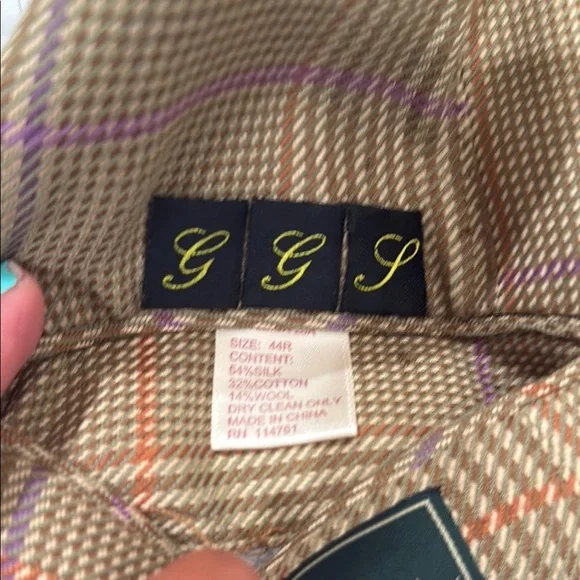 G G S
SIZE: 44R
CONTENT:
54%SILK
32%COTTON
14%WOOL
DRY CLEAN ONLY
MADE IN CHINA
RN 114761